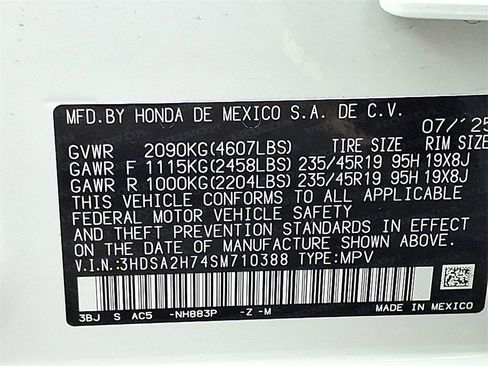 MFD.BY HONDA DE MEXICO S.A. DE C.V. 07/'25
GVWR 2090KG(4607LBS) TIRE SIZE RIM SIZE
GAWR F 1115KG(2458LBS) 235/45R19 95H 19X8J
GAWR R 1000KG(2204LBS) 235/45R19 95H 19X8J
THIS VEHICLE CONFORMS TO ALL APPLICABLE
FEDERAL MOTOR VEHICLE SAFETY
AND THEFT PREVENTION STANDARDS IN
EFFECT ON THE DATE OF MANUFACTURE SHOWN ABOVE.
V.I.N.:3HDSA2H74SM710388 TYPE:MPV
3BJ S AC5 -NH883P -Z -M MADE IN MEXICO